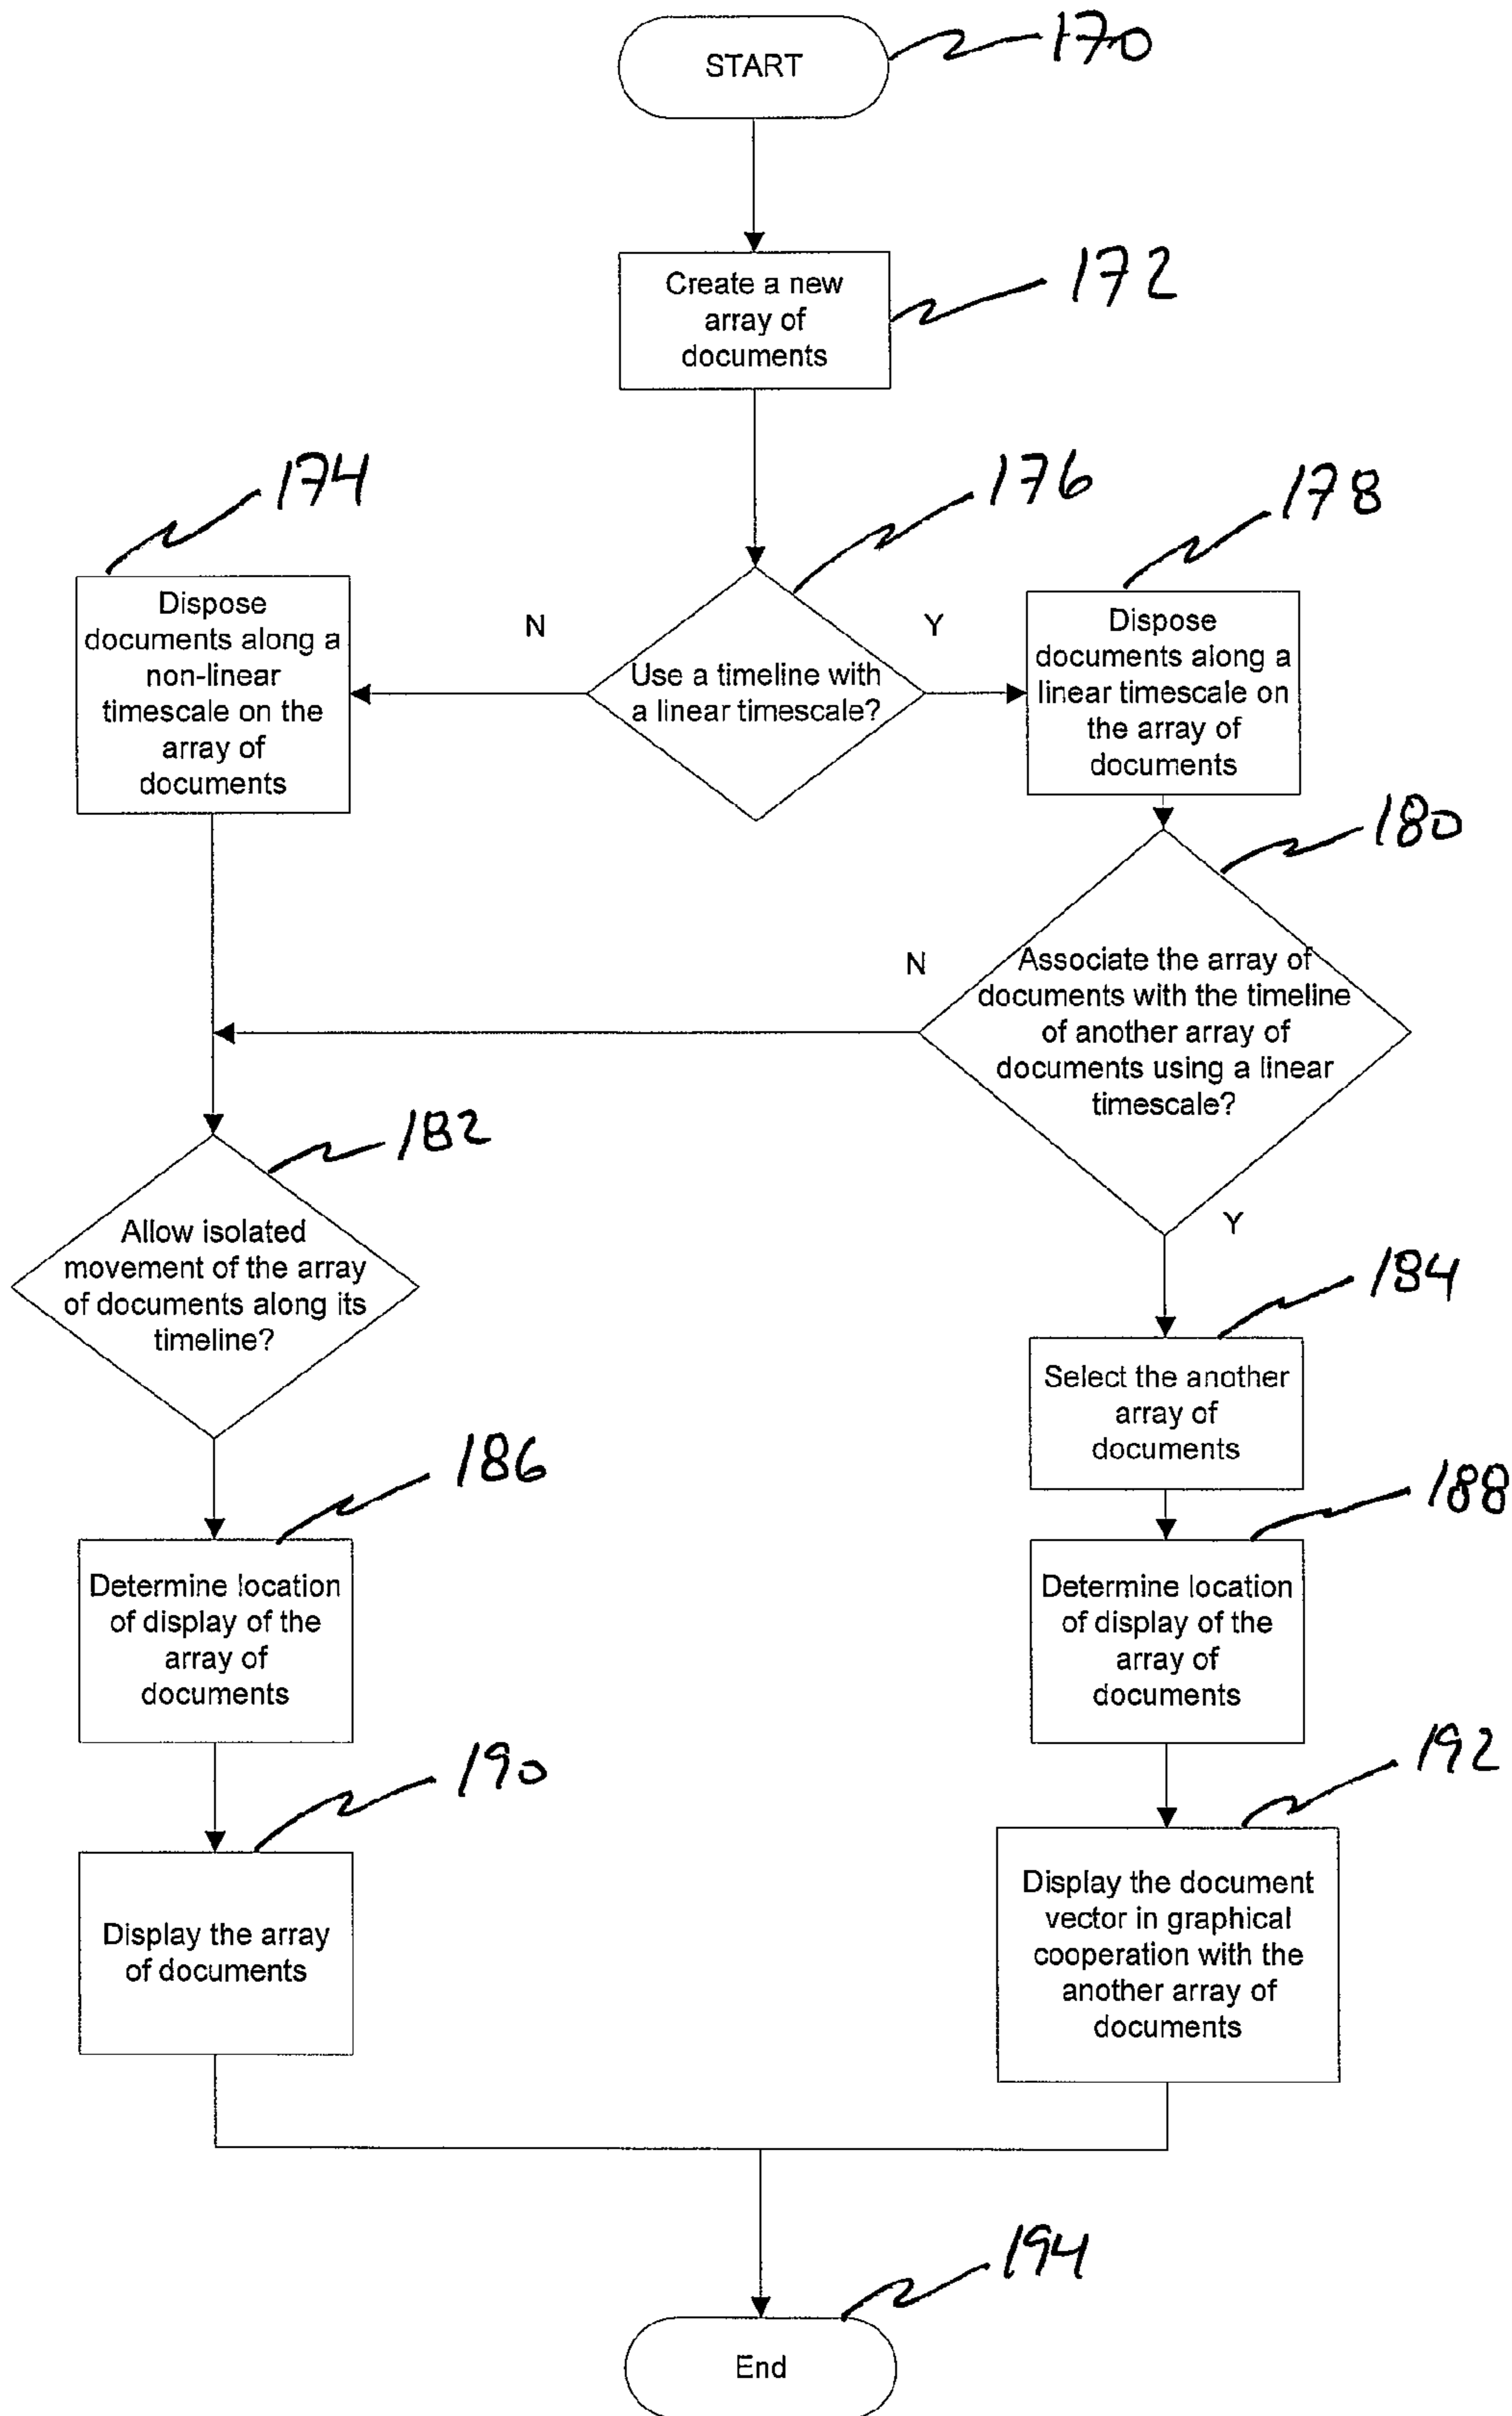 START
170
Create a new
array of
documents
172
174
176
178
Dispose
documents along a
non-linear
timescale on the
array of
documents
N
Use a timeline with
a linear timescale?
Y
Dispose
documents along a
linear timescale on
the array of
documents
180
N
Associate the array of
documents with the timeline
of another array of
documents using a linear
timescale?
Y
182
Allow isolated
movement of the array
of documents along its
timeline?
184
Select the another
array of
documents
186
188
Determine location
of display of the
array of
documents
Determine location
of display of the
array of
documents
190
192
Display the array
of documents
Display the document
vector in graphical
cooperation with the
another array of
documents
194
End